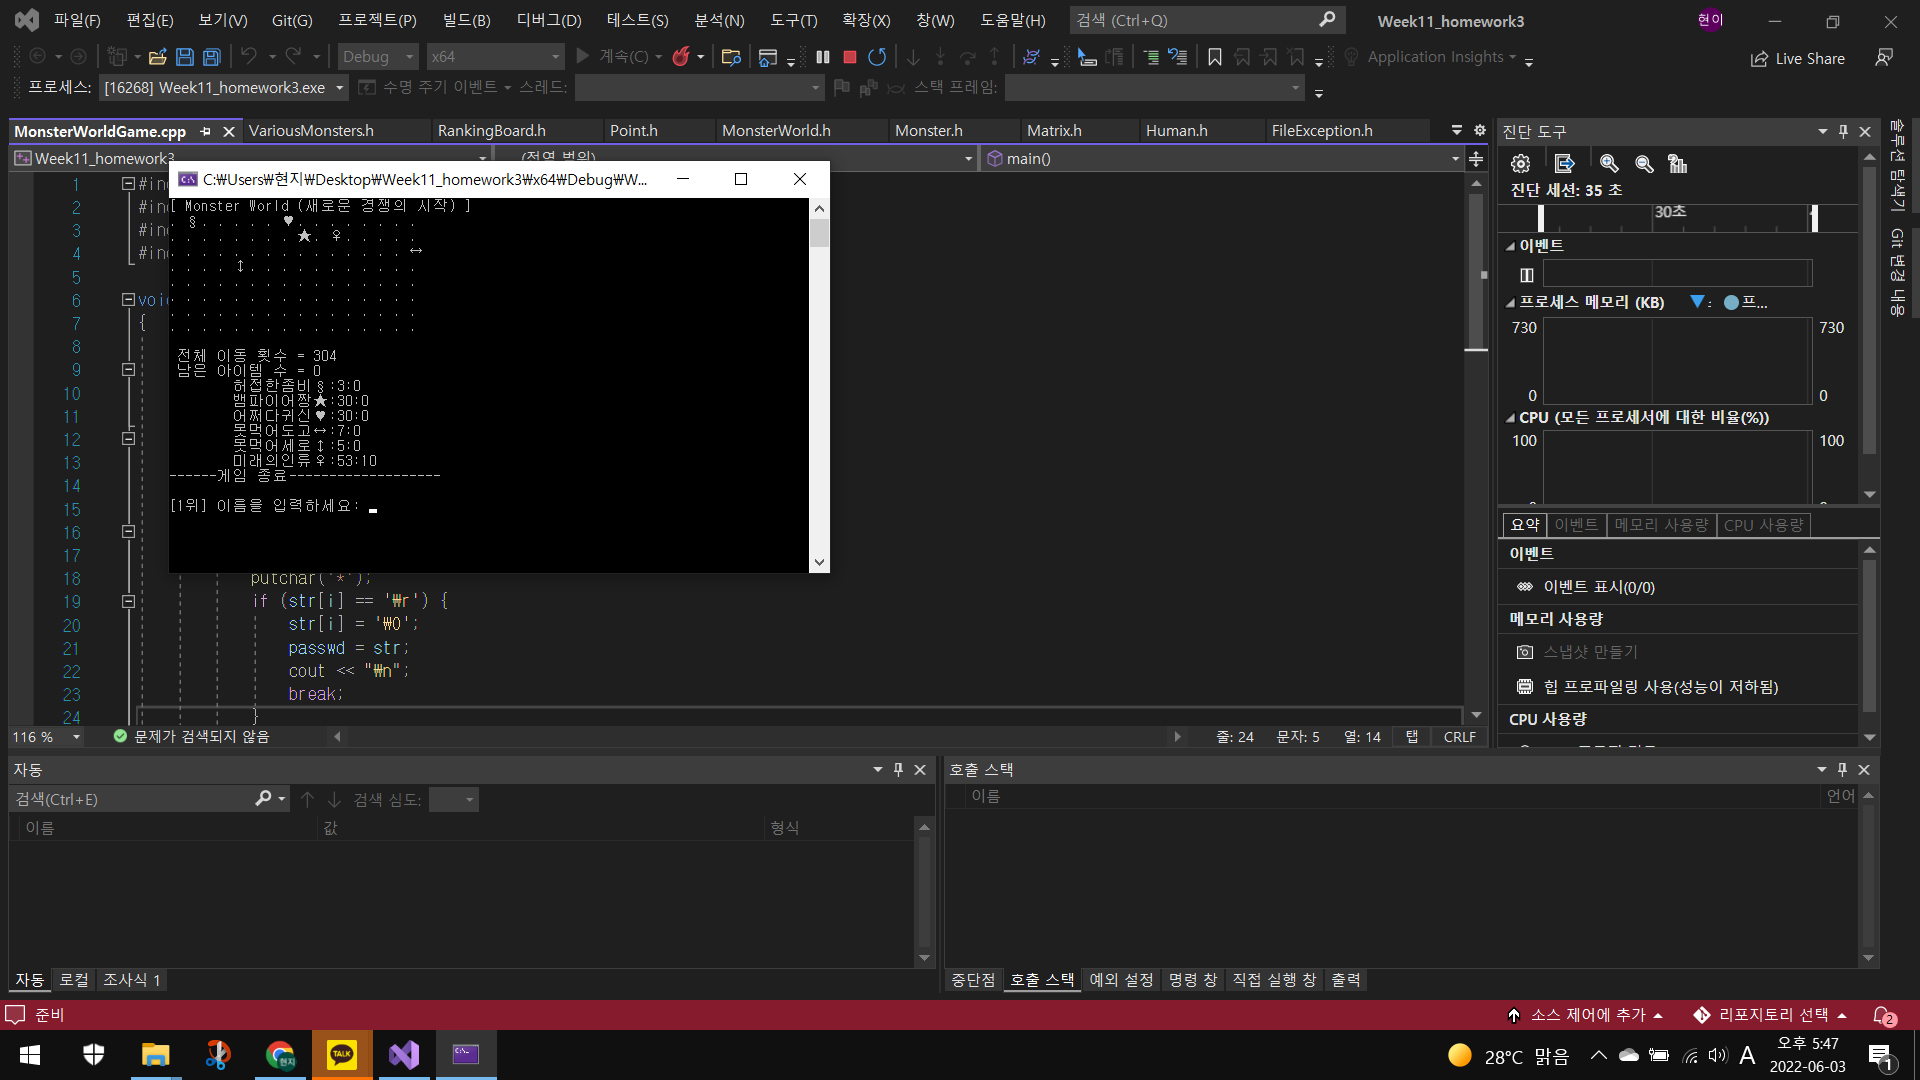 파일(F) 편집(E) 보기(V) Git(G) 프로젝트(P) 빌드(B) 디버그(D) 테스트(S) 분석(N) 도구(T) 확장(X) 창(W) 도움말(H) 검색 (Ctrl+Q) Week11_homework3 현이
Debug x64 계속(C) Application Insights Live Share
프로세스: [16268] Week11_homework3.exe 수명 주기 이벤트 스레드: 스택 프레임:
MonsterWorldGame.cpp VariousMonsters.h RankingBoard.h Point.h MonsterWorld.h Monster.h Matrix.h Human.h FileException.h
Week11_homework3 (전역 범위) main()
C:\Users\현지\Desktop\Week11_homework3\x64\Debug\W...
[ Monster World (새로운 경쟁의 시작) ]
. § . . . . . ♥ . . . . . . . .
. . . . . . . . ★ . ♀ . . . . .
. . . . . . . . . . . . . . . ↔
. . . . ↕ . . . . . . . . . . .
. . . . . . . . . . . . . . . .
. . . . . . . . . . . . . . . .
. . . . . . . . . . . . . . . .
. . . . . . . . . . . . . . . .
전체 이동 횟수 = 304
남은 아이템 수 = 0
허접한좀비§:3:0
뱀파이어짱★:30:0
어쩌다귀신♥:30:0
못먹어도고↔:7:0
못먹어세로↕:5:0
미래의인류♀:53:10
------게임 종료-------------------
[1위] 이름을 입력하세요:
1 #in
2 #in
3 #in
4 #in
5
6 voi
7 {
8
9
10
11
12
13
14
15
16
17
18 putchar('*');
19 if (str[i] == '₩r') {
20 str[i] = '₩0';
21 passwd = str;
22 cout << "₩n";
23 break;
24 }
116 % 문제가 검색되지 않음 줄: 24 문자: 5 열: 14 탭 CRLF
진단 도구
진단 세션: 35 초
30초
이벤트
프로세스 메모리 (KB) 프...
730 730
0 0
CPU (모든 프로세서에 대한 비율(%))
100 100
요약 이벤트 메모리 사용량 CPU 사용량
이벤트
이벤트 표시(0/0)
메모리 사용량
스냅샷 만들기
힙 프로파일링 사용(성능이 저하됨)
CPU 사용량
솔루션 탐색기
Git 변경 내용
자동
검색(Ctrl+E) 검색 심도:
이름 값 형식
자동 로컬 조사식 1
호출 스택
이름 언어
중단점 호출 스택 예외 설정 명령 창 직접 실행 창 출력
준비 소스 제어에 추가 리포지토리 선택 2
TALK 현지 28°C 맑음 A 오후 5:47
2022-06-03 1